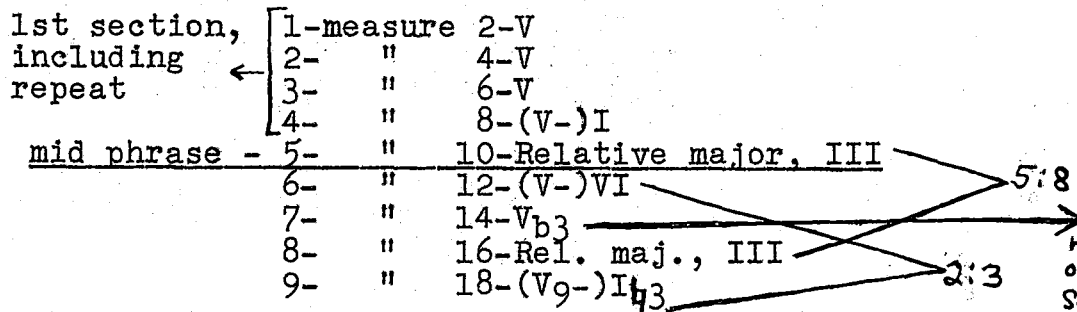 1st section, 1-measure 2-V
including 2- " 4-V
repeat ← 3- " 6-V
4- " 8-(V-)I
mid phrase - 5- " 10-Relative major, III
6- " 12-(V-)VI 5:8
7- " 14-Vb3
8- " 16-Rel. maj., III
9- " 18-(V9-)I♮3 2:3